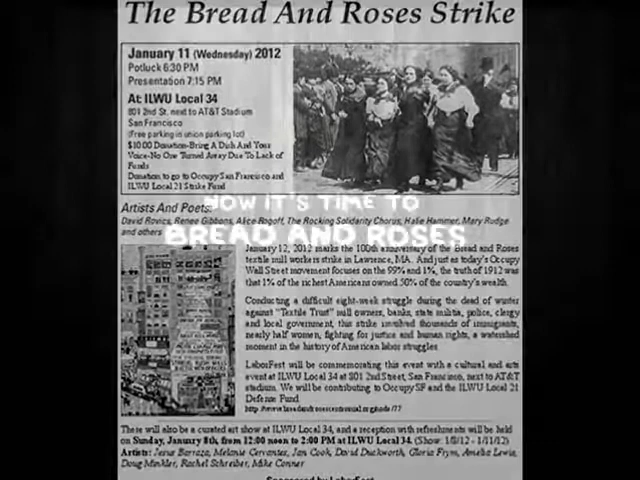 The Bread And Roses Strike
January 11 (Wednesday) 2012
Potluck 6:30 PM
Presentation 7:15 PM
At: ILWU Local 34
801 2nd St. next to AT&T Stadium
San Francisco
(Free parking in union parking lot)
$10.00 Donation-Bring A Dish And Your
Voice-No One Turned Away Due To Lack of
Funds
Donation to go to Occupy San Francisco and
ILWU Local 21 Strike Fund
NOW IT'S TIME TO
BREAD AND ROSES
Artists And Poets:
David Rovics, Renee Gibbons, Alice Rogoff, The Rocking Solidarity Chorus, Halie Hammer, Mary Rudge
and others
January 12, 2012 marks the 100th anniversary of the Bread and Roses
textile mill workers strike in Lawrence, MA. And just as today's Occupy
Wall Street movement focuses on the 99% and 1%, the truth of 1912 was
that 1% of the richest Americans owned 50% of the country's wealth.
Conducting a difficult eight-week struggle during the dead of winter
against "Textile Trust" mill owners, banks, state militia, police, clergy
and local government, this strike involved thousands of immigrants,
nearly half women, fighting for justice and human rights, a watershed
moment in the history of American labor struggles.
LaborFest will be commemorating this event with a cultural and arts
event at ILWU Local 34 at 801 2nd Street, San Francisco, next to AT&T
stadium. We will be contributing to Occupy SF and the ILWU Local 21
Defense Fund.
There will also be a curated art show at ILWU Local 34, and a reception with refreshments will be held
on Sunday, January 8th, from 12:00 noon to 2:00 PM at ILWU Local 34. (Show: 1/8/12 - 1/11/12)
Artists: Jesus Barraza, Melanie Cervantes, Jan Cook, David Duckworth, Gloria Frym, Amelia Lewis,
Doug Minkler, Rachel Schreiber, Mike Conner
Sponsored by LaborFest